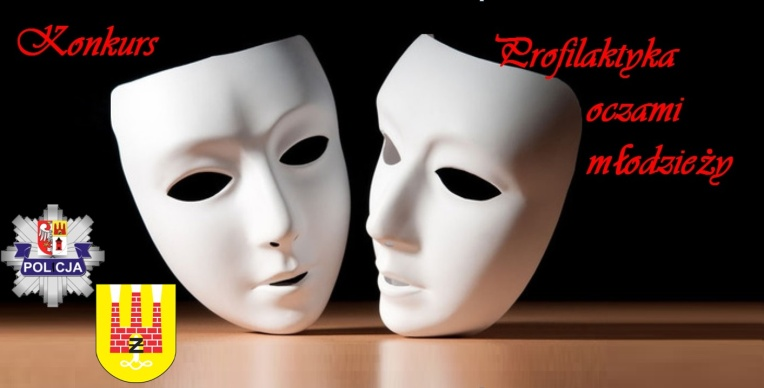 Konkurs
Profilaktyka
oczami
młodzieży
POLICJA
Z